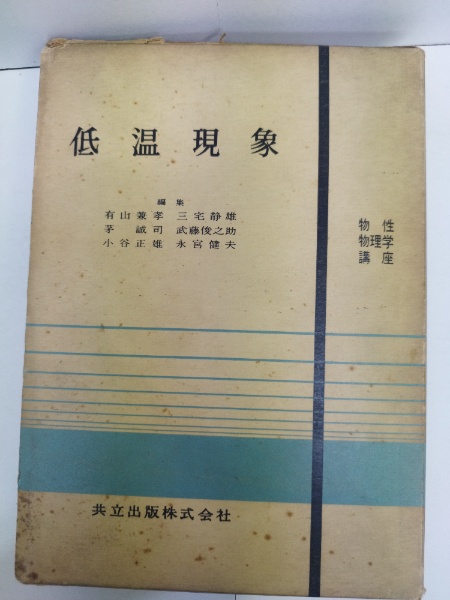 低温現象
編集
有山兼孝 三宅静雄
茅誠司 武藤俊之助
小谷正雄 永宮健夫
物性
物理学
講座
共立出版株式会社